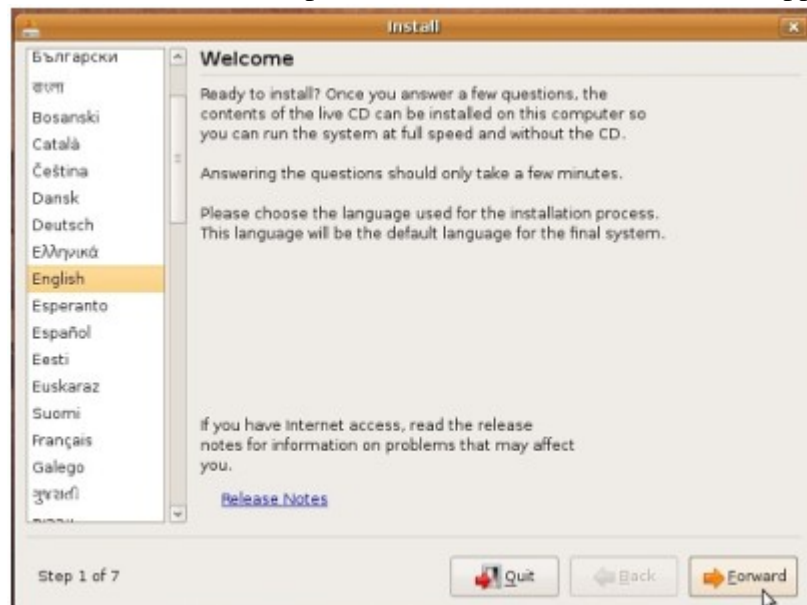 Install
Български
বাংলা
Bosanski
Català
Čeština
Dansk
Deutsch
Ελληνικά
English
Esperanto
Español
Eesti
Euskaraz
Suomi
Français
Galego
ગુજરાતી
Welcome
Ready to install? Once you answer a few questions, the
contents of the live CD can be installed on this computer so
you can run the system at full speed and without the CD.
Answering the questions should only take a few minutes.
Please choose the language used for the installation process.
This language will be the default language for the final system.
If you have Internet access, read the release
notes for information on problems that may affect
you.
Release Notes
Step 1 of 7
Quit
Back
Forward